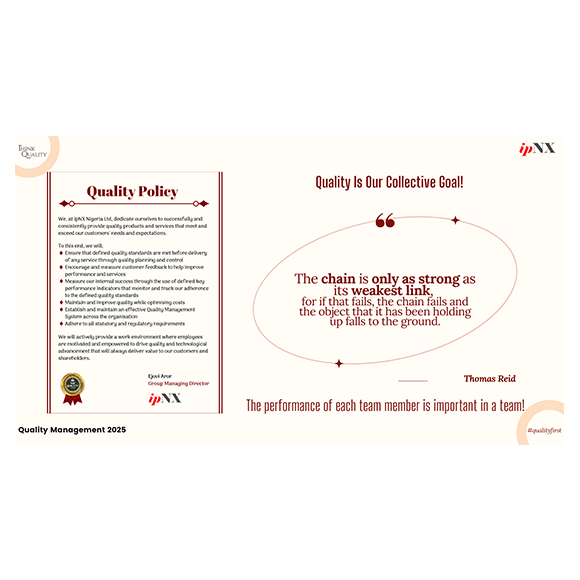 THINK
QUALITY
ipNX
Quality Policy
We, at ipNX Nigeria Ltd, dedicate ourselves to successfully and
consistently provide quality products and services that meet and
exceed our customers' needs and expectations.
To this end, we will:
Ensure that defined quality standards are met before delivery
of any service through quality planning and control
Encourage and measure customer feedback to help improve
performance and services
Measure our internal success through the use of defined key
performance indicators that monitor and track our adherence
to the defined quality standards
Maintain and improve quality while optimising costs
Establish and maintain an effective Quality Management
System across the organisation
Adhere to all statutory and regulatory requirements
We will actively provide a work environment where employees
are motivated and empowered to drive quality and technological
advancement that will always deliver value to our customers and
shareholders.
Ejovi Aror
Group Managing Director
ipNX
Quality Is Our Collective Goal!
The chain is only as strong as
its weakest link,
for if that fails, the chain fails and
the object that it has been holding
up falls to the ground.
Thomas Reid
The performance of each team member is important in a team!
Quality Management 2025
#qualityfirst